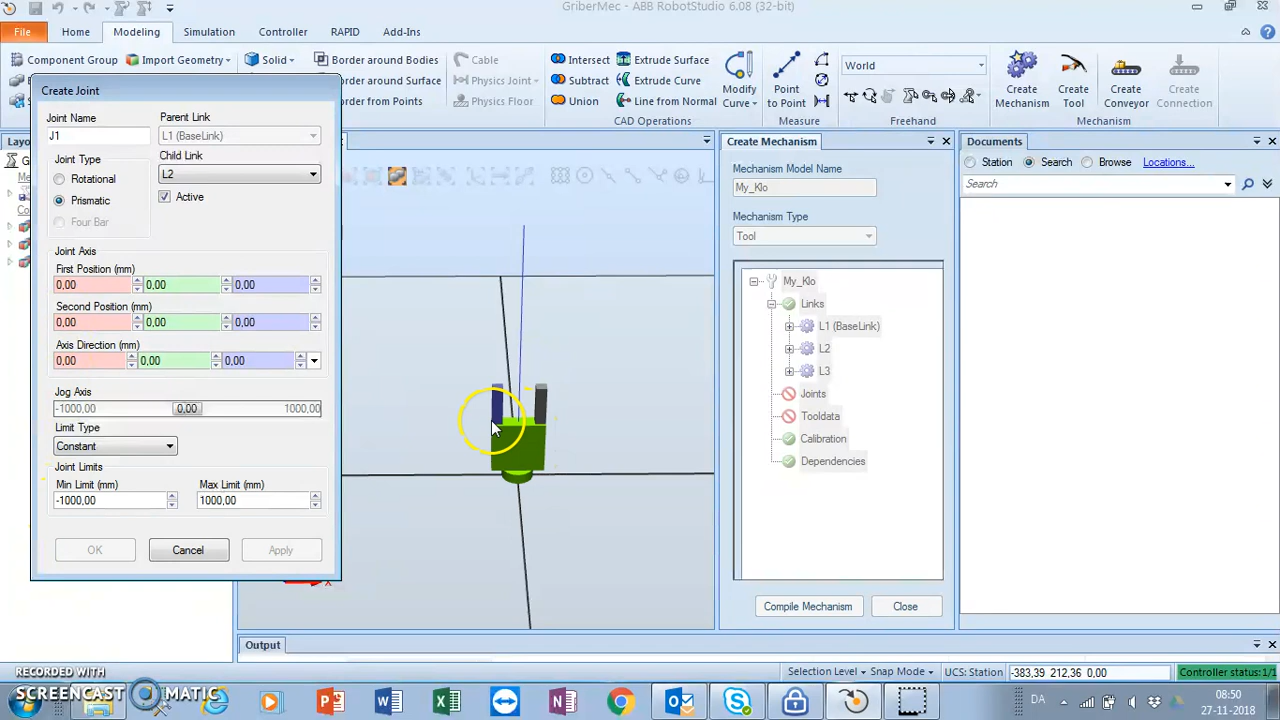 GriberMec - ABB RobotStudio 6.08 (32-bit)
File Home Modeling Simulation Controller RAPID Add-Ins
Component Group Import Geometry
Solid Border around Bodies
Border around Surface
Border from Points
Cable
Physics Joint
Physics Floor
Intersect
Subtract
Union
Extrude Surface
Extrude Curve
Line from Normal
CAD Operations
Modify Curve
Point to Point
Measure
World
Freehand
Create Mechanism
Create Tool
Create Conveyor
Create Connection
Mechanism
Create Joint
Joint Name
J1
Parent Link
L1 (BaseLink)
Joint Type
Rotational
Prismatic
Four Bar
Child Link
L2
Active
Joint Axis
First Position (mm)
0,00 0,00 0,00
Second Position (mm)
0,00 0,00 0,00
Axis Direction (mm)
0,00 0,00 0,00
Jog Axis
-1000,00 0,00 1000,00
Limit Type
Constant
Joint Limits
Min Limit (mm) Max Limit (mm)
-1000,00 1000,00
OK Cancel Apply
Create Mechanism
Mechanism Model Name
My_Klo
Mechanism Type
Tool
My_Klo
Links
L1 (BaseLink)
L2
L3
Joints
Tooldata
Calibration
Dependencies
Compile Mechanism Close
Documents
Station Search Browse Locations...
Search
Output
Selection Level Snap Mode UCS: Station -383,39 212,36 0,00 Controller status: 1/1
RECORDED WITH
SCREENCAST MATIC
DA
08:50
27-11-2018